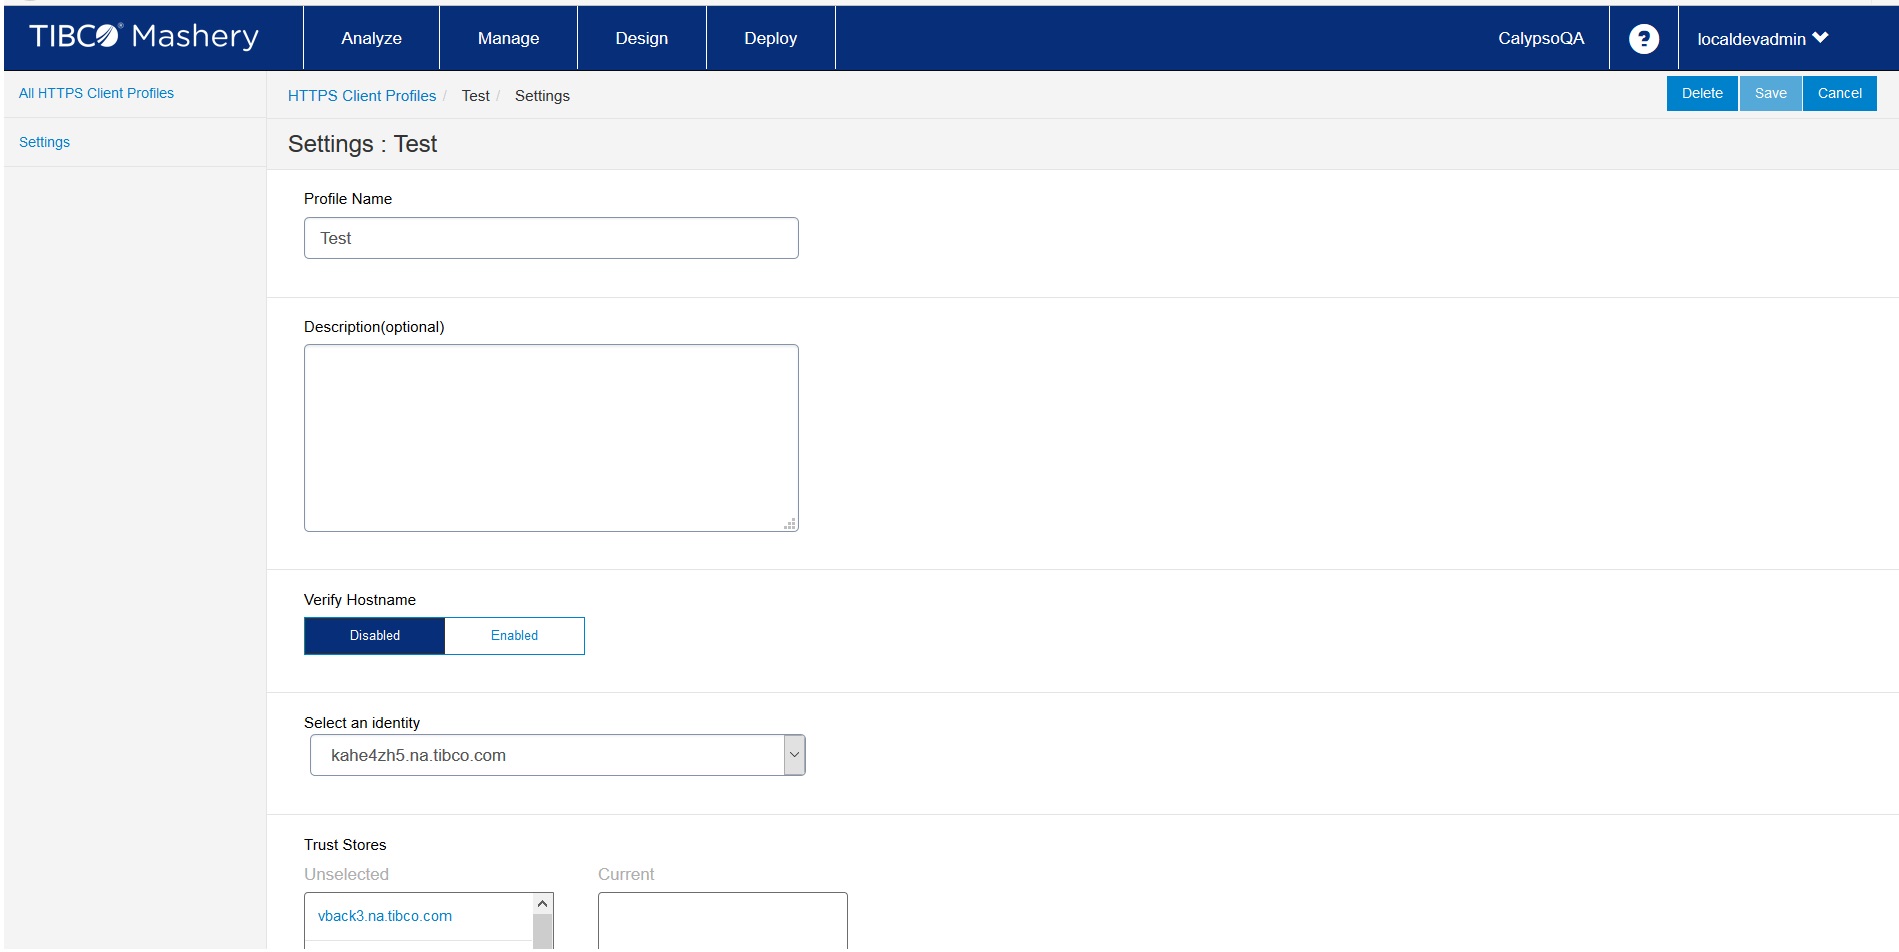 TIBCO® Mashery Analyze Manage Design Deploy CalypsoQA ? localdevadmin
All HTTPS Client Profiles
Settings
HTTPS Client Profiles / Test / Settings
Delete Save Cancel
Settings : Test
Profile Name
Test
Description(optional)
Verify Hostname
Disabled Enabled
Select an identity
kahe4zh5.na.tibco.com
Trust Stores
Unselected Current
vback3.na.tibco.com